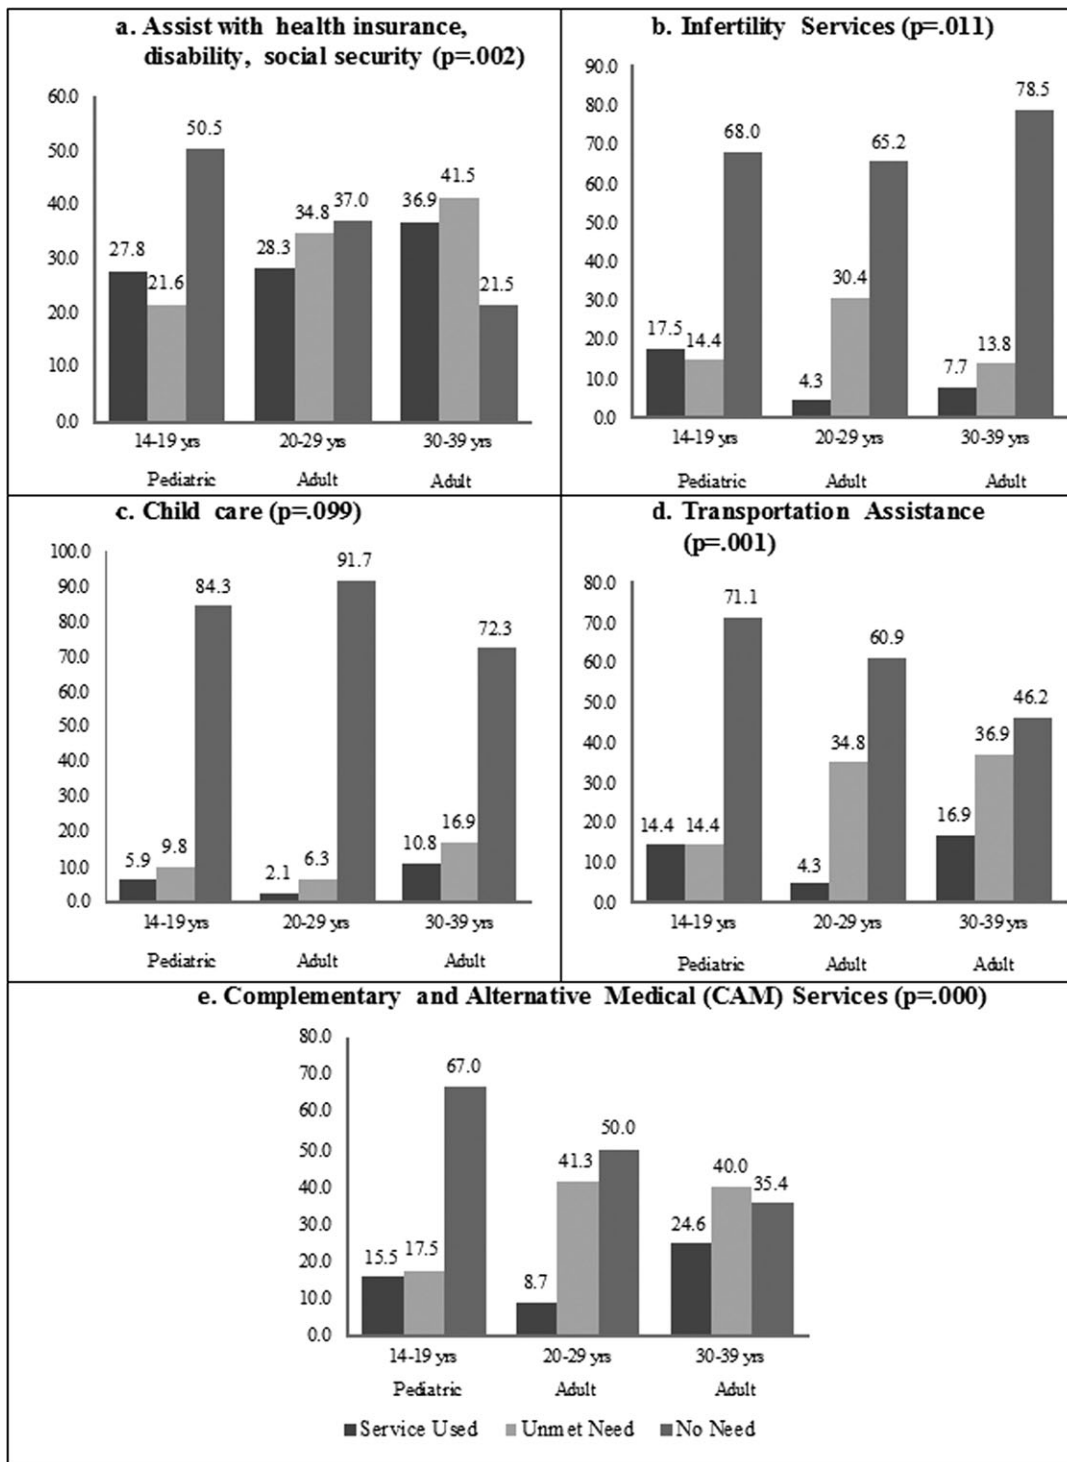 a. Assist with health insurance,
disability, social security (p=.002)
60.0
50.0
40.0
30.0
20.0
10.0
0.0
27.8
21.6
50.5
28.3
34.8
37.0
36.9
41.5
21.5
14-19 yrs
20-29 yrs
30-39 yrs
Pediatric
Adult
Adult
b. Infertility Services (p=.011)
90.0
80.0
70.0
60.0
50.0
40.0
30.0
20.0
10.0
0.0
17.5
14.4
68.0
4.3
30.4
65.2
7.7
13.8
78.5
14-19 yrs
20-29 yrs
30-39 yrs
Pediatric
Adult
Adult
c. Child care (p=.099)
100.0
90.0
80.0
70.0
60.0
50.0
40.0
30.0
20.0
10.0
0.0
5.9
9.8
84.3
2.1
6.3
91.7
10.8
16.9
72.3
14-19 yrs
20-29 yrs
30-39 yrs
Pediatric
Adult
Adult
d. Transportation Assistance
(p=.001)
80.0
70.0
60.0
50.0
40.0
30.0
20.0
10.0
0.0
14.4
14.4
71.1
4.3
34.8
60.9
16.9
36.9
46.2
14-19 yrs
20-29 yrs
30-39 yrs
Pediatric
Adult
Adult
e. Complementary and Alternative Medical (CAM) Services (p=.000)
80.0
70.0
60.0
50.0
40.0
30.0
20.0
10.0
0.0
15.5
17.5
67.0
8.7
41.3
50.0
24.6
40.0
35.4
14-19 yrs
20-29 yrs
30-39 yrs
Pediatric
Adult
Adult
Service Used
Unmet Need
No Need